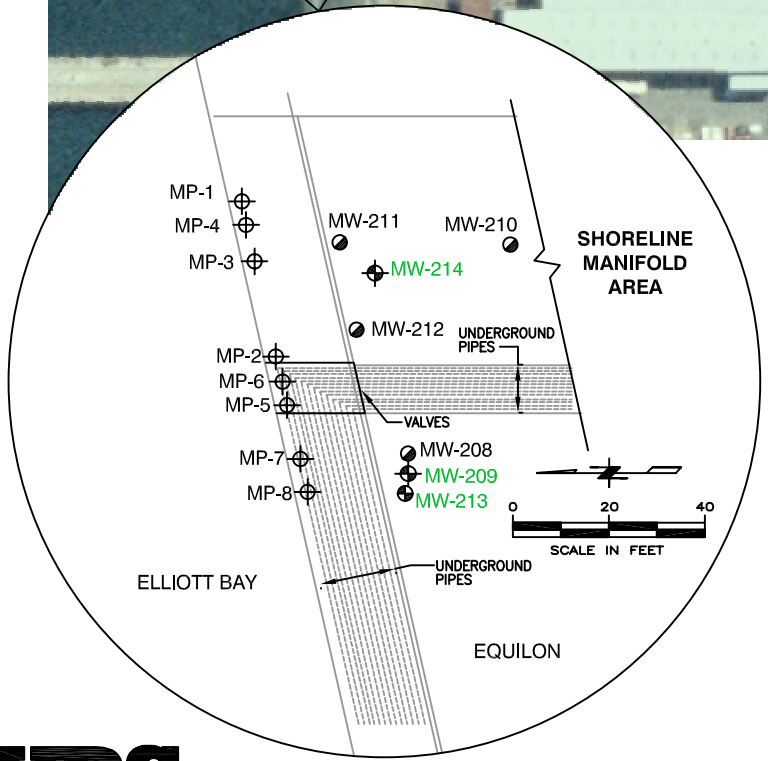 MP-1
MP-4
MP-3
MW-211
MW-210
MW-214
SHORELINE
MANIFOLD
AREA
MW-212
UNDERGROUND
PIPES
MP-2
MP-6
MP-5
VALVES
MW-208
MP-7
MW-209
MP-8
MW-213
0 20 40
SCALE IN FEET
UNDERGROUND
PIPES
ELLIOTT BAY
EQUILON